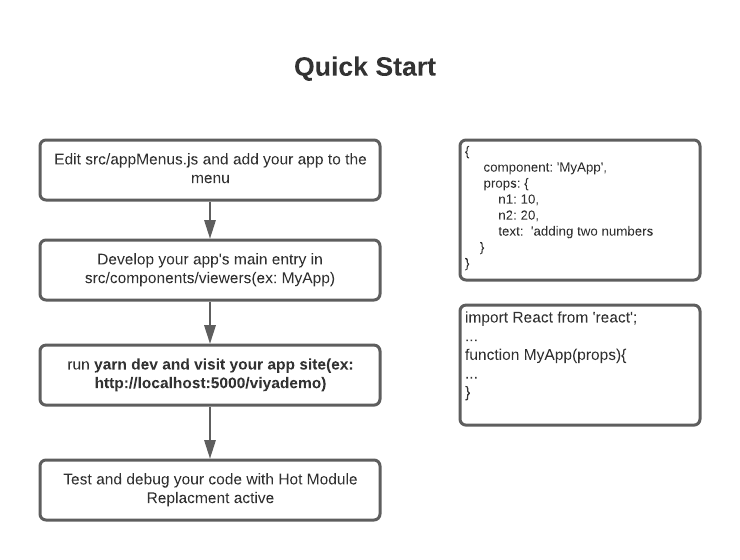 Quick Start
Edit src/appMenus.js and add your app to the
menu
Develop your app's main entry in
src/components/viewers(ex: MyApp)
run yarn dev and visit your app site(ex:
http://localhost:5000/viyademo)
Test and debug your code with Hot Module
Replacment active
{
component: 'MyApp',
props: {
n1: 10,
n2: 20,
text: 'adding two numbers
}
}
import React from 'react';
...
function MyApp(props){
...
}